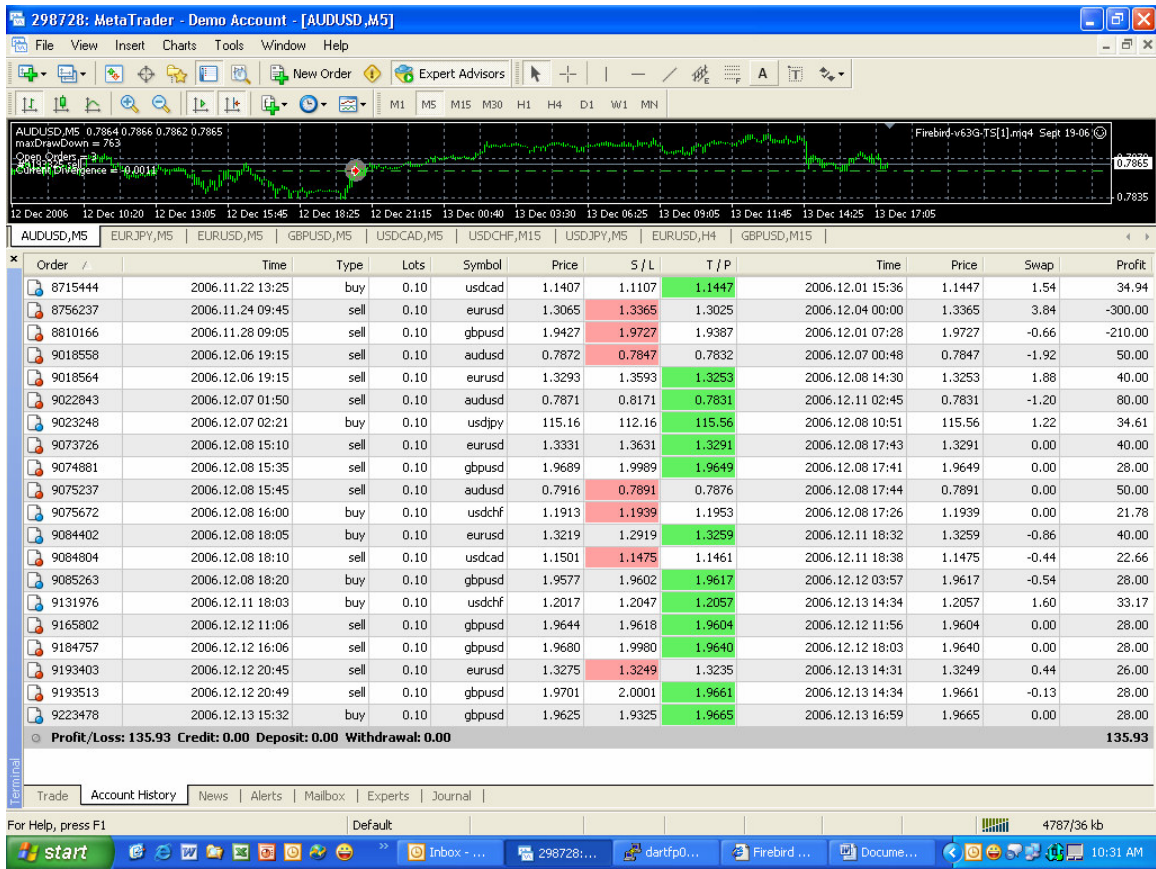 298728: MetaTrader - Demo Account - [AUDUSD,M5]
File View Insert Charts Tools Window Help
New Order Expert Advisors A T
M1 M5 M15 M30 H1 H4 D1 W1 MN
AUDUSD,M5 0.7864 0.7866 0.7862 0.7865 Firebird-v63G-TS[1].mq4 Sept 19-06
maxDrawDown = 763
Open Orders = 3
0.7865
Current Divergence = 0.0011
0.7835
12 Dec 2006 12 Dec 10:20 12 Dec 13:05 12 Dec 15:45 12 Dec 18:25 12 Dec 21:15 13 Dec 00:40 13 Dec 03:30 13 Dec 06:25 13 Dec 09:05 13 Dec 11:45 13 Dec 14:25 13 Dec 17:05
AUDUSD,M5 EURJPY,M5 EURUSD,M5 GBPUSD,M5 USDCAD,M5 USDCHF,M15 USDJPY,M5 EURUSD,H4 GBPUSD,M15
Order Time Type Lots Symbol Price S / L T / P Time Price Swap Profit
8715444 2006.11.22 13:25 buy 0.10 usdcad 1.1407 1.1107 1.1447 2006.12.01 15:36 1.1447 1.54 34.94
8756237 2006.11.24 09:45 sell 0.10 eurusd 1.3065 1.3365 1.3025 2006.12.04 00:00 1.3365 3.84 -300.00
8810166 2006.11.28 09:05 sell 0.10 gbpusd 1.9427 1.9727 1.9387 2006.12.01 07:28 1.9727 -0.66 -210.00
9018558 2006.12.06 19:15 sell 0.10 audusd 0.7872 0.7847 0.7832 2006.12.07 00:48 0.7847 -1.92 50.00
9018564 2006.12.06 19:15 sell 0.10 eurusd 1.3293 1.3593 1.3253 2006.12.08 14:30 1.3253 1.88 40.00
9022843 2006.12.07 01:50 sell 0.10 audusd 0.7871 0.8171 0.7831 2006.12.11 02:45 0.7831 -1.20 80.00
9023248 2006.12.07 02:21 buy 0.10 usdjpy 115.16 112.16 115.56 2006.12.08 10:51 115.56 1.22 34.61
9073726 2006.12.08 15:10 sell 0.10 eurusd 1.3331 1.3631 1.3291 2006.12.08 17:43 1.3291 0.00 40.00
9074881 2006.12.08 15:35 sell 0.10 gbpusd 1.9689 1.9989 1.9649 2006.12.08 17:41 1.9649 0.00 28.00
9075237 2006.12.08 15:45 sell 0.10 audusd 0.7916 0.7891 0.7876 2006.12.08 17:44 0.7891 0.00 50.00
9075672 2006.12.08 16:00 buy 0.10 usdchf 1.1913 1.1939 1.1953 2006.12.08 17:26 1.1939 0.00 21.78
9084402 2006.12.08 18:05 buy 0.10 eurusd 1.3219 1.2919 1.3259 2006.12.11 18:32 1.3259 -0.86 40.00
9084804 2006.12.08 18:10 sell 0.10 usdcad 1.1501 1.1475 1.1461 2006.12.11 18:38 1.1475 -0.44 22.66
9085263 2006.12.08 18:20 buy 0.10 gbpusd 1.9577 1.9602 1.9617 2006.12.12 03:57 1.9617 -0.54 28.00
9131976 2006.12.11 18:03 buy 0.10 usdchf 1.2017 1.2047 1.2057 2006.12.13 14:34 1.2057 1.60 33.17
9165802 2006.12.12 11:06 sell 0.10 gbpusd 1.9644 1.9618 1.9604 2006.12.12 11:56 1.9604 0.00 28.00
9184757 2006.12.12 16:06 sell 0.10 gbpusd 1.9680 1.9980 1.9640 2006.12.12 18:03 1.9640 0.00 28.00
9193403 2006.12.12 20:45 sell 0.10 eurusd 1.3275 1.3249 1.3235 2006.12.13 14:31 1.3249 0.44 26.00
9193513 2006.12.12 20:49 sell 0.10 gbpusd 1.9701 2.0001 1.9661 2006.12.13 14:34 1.9661 -0.13 28.00
9223478 2006.12.13 15:32 buy 0.10 gbpusd 1.9625 1.9325 1.9665 2006.12.13 16:59 1.9665 0.00 28.00
Profit/Loss: 135.93 Credit: 0.00 Deposit: 0.00 Withdrawal: 0.00 135.93
Terminal
Trade Account History News Alerts Mailbox Experts Journal
For Help, press F1 Default 4787/36 kb
start Inbox - ... 298728:... dartfp0... Firebird ... Docume... 10:31 AM